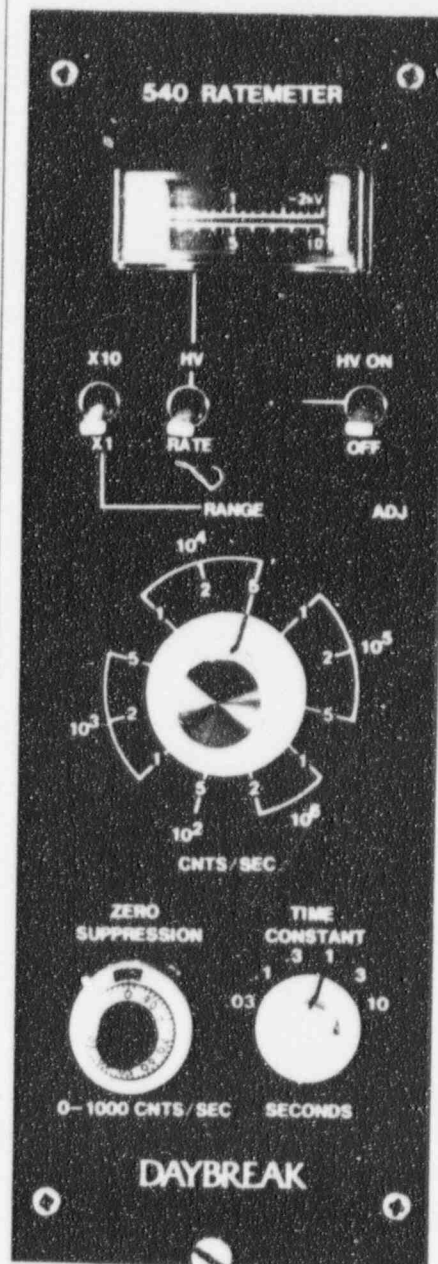 540 RATEMETER
1 -2kV
5 10
X10 HV HV ON
X1 RATE OFF
RANGE ADJ
10⁴
1 2 5
1 2 5 10⁵
10³ 1 2 5
5 10²
2 1 10⁶
CNTS/SEC
ZERO SUPPRESSION
TIME CONSTANT
03 1 3 1 3 10
0
0-1000 CNTS/SEC SECONDS
DAYBREAK